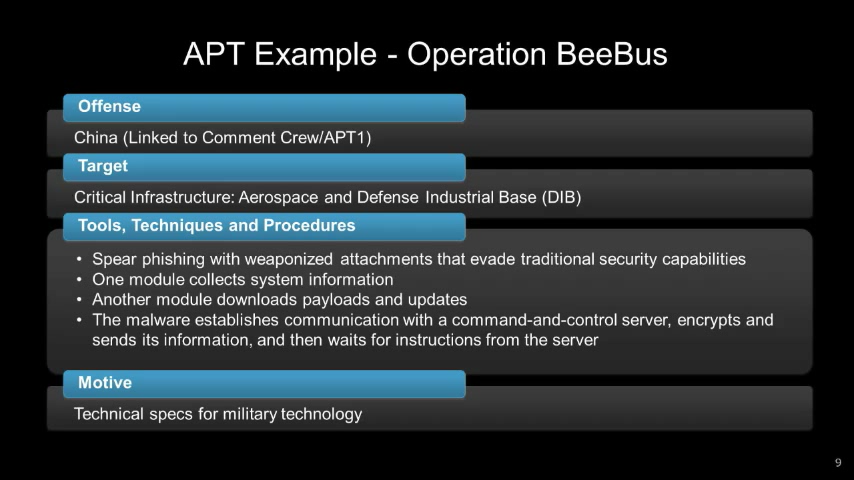 APT Example - Operation BeeBus
Offense
China (Linked to Comment Crew/APT1)
Target
Critical Infrastructure: Aerospace and Defense Industrial Base (DIB)
Tools, Techniques and Procedures
• Spear phishing with weaponized attachments that evade traditional security capabilities
• One module collects system information
• Another module downloads payloads and updates
• The malware establishes communication with a command-and-control server, encrypts and
sends its information, and then waits for instructions from the server
Motive
Technical specs for military technology
9